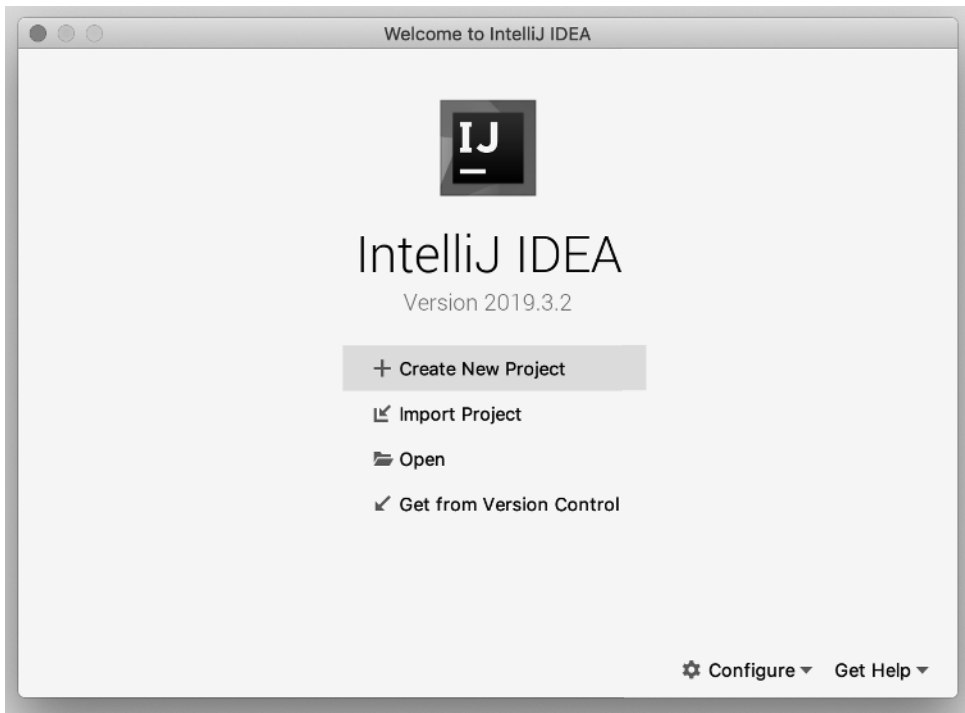 Welcome to IntelliJ IDEA
IJ
IntelliJ IDEA
Version 2019.3.2
Create New Project
Import Project
Open
Get from Version Control
Configure Get Help